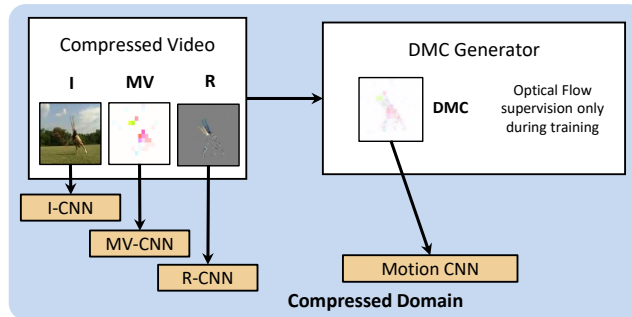 Compressed Video
I MV R
I-CNN
MV-CNN
R-CNN
DMC Generator
DMC
Optical Flow
supervision only
during training
Motion CNN
Compressed Domain